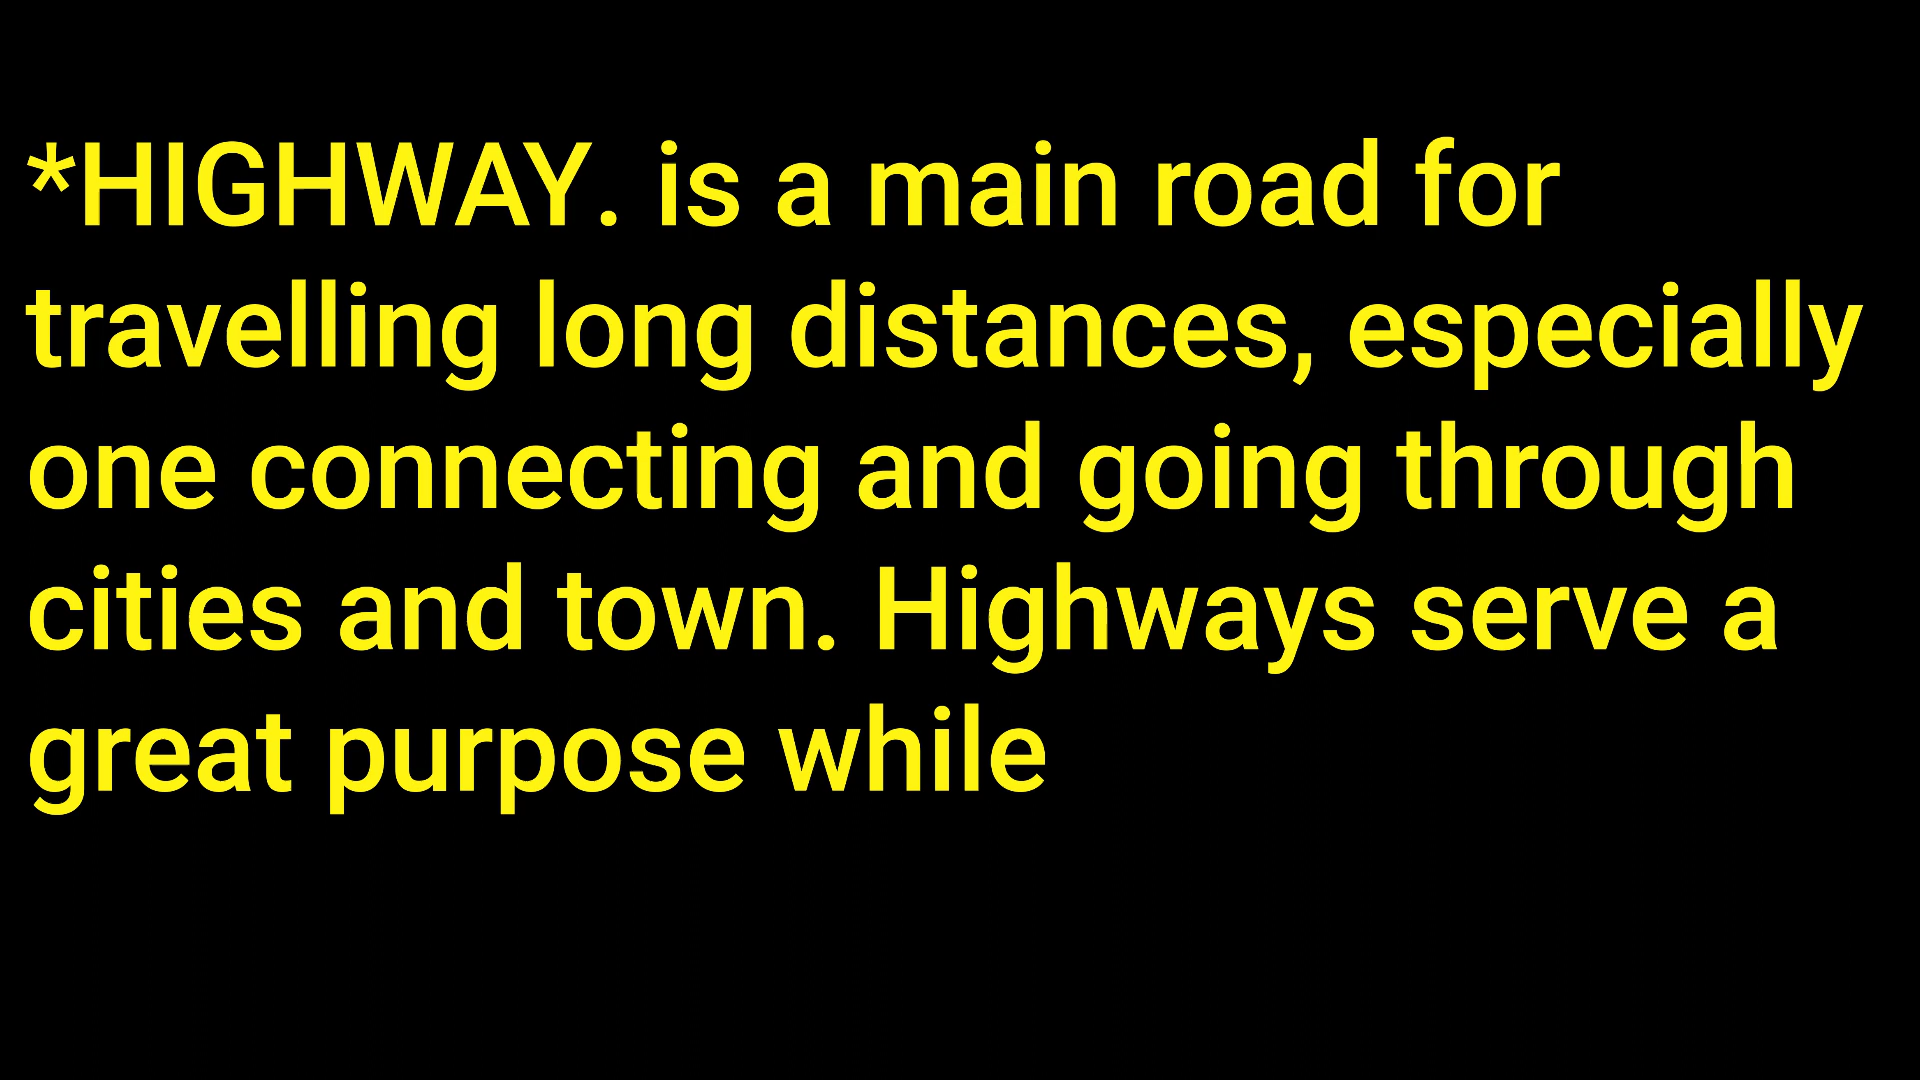 *HIGHWAY. is a main road for
travelling long distances, especially
one connecting and going through
cities and town. Highways serve a
great purpose while